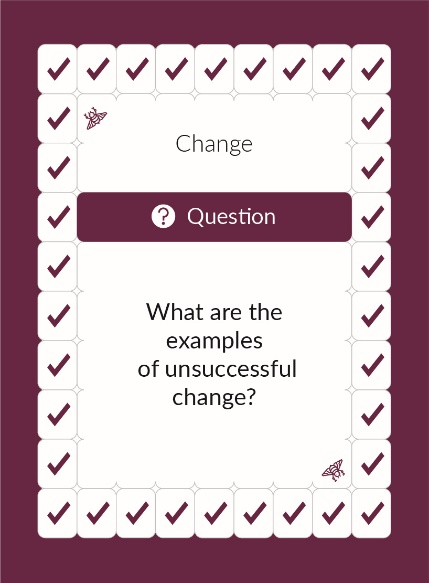 Change
? Question
What are the
examples
of unsuccessful
change?